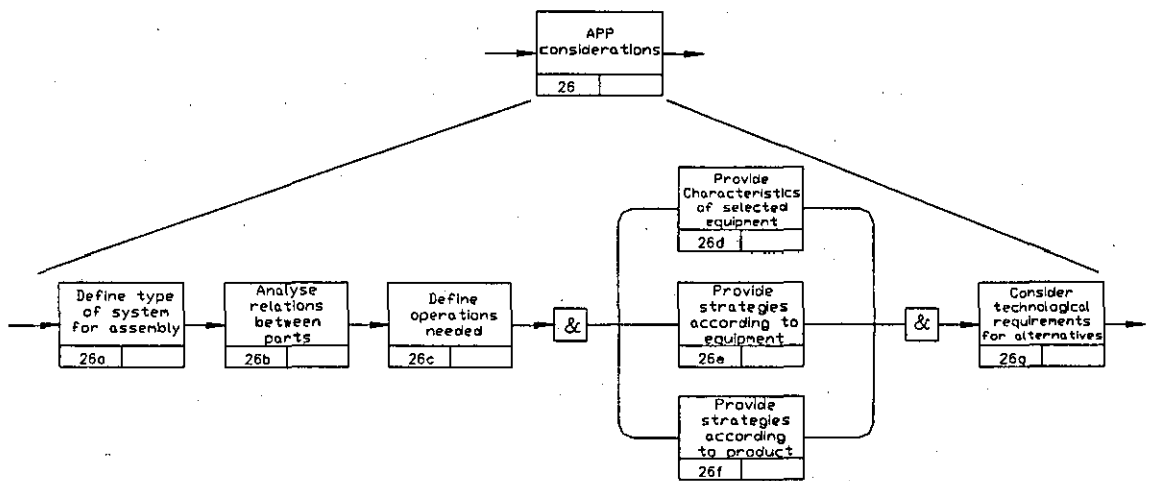 APP
considerations
26
Provide
Characteristics
of selected
equipment
26d
Define type
of system
for assembly
26a
Analyse
relations
between
parts
26b
Define
operations
needed
26c
&
Provide
strategies
according to
equipment
26e
&
Consider
technological
requirements
for alternatives
26g
Provide
strategies
according
to product
26f